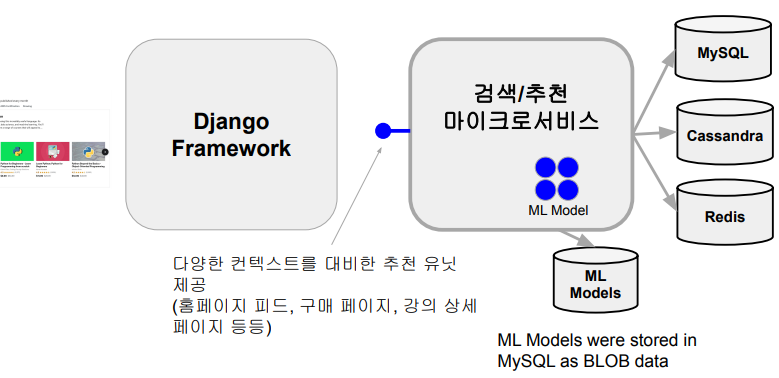 Django
Framework
검색/추천
마이크로서비스
ML Model
MySQL
Cassandra
Redis
ML
Models
다양한 컨텍스트를 대비한 추천 유닛
제공
(홈페이지 피드, 구매 페이지, 강의 상세
페이지 등등)
ML Models were stored in
MySQL as BLOB data